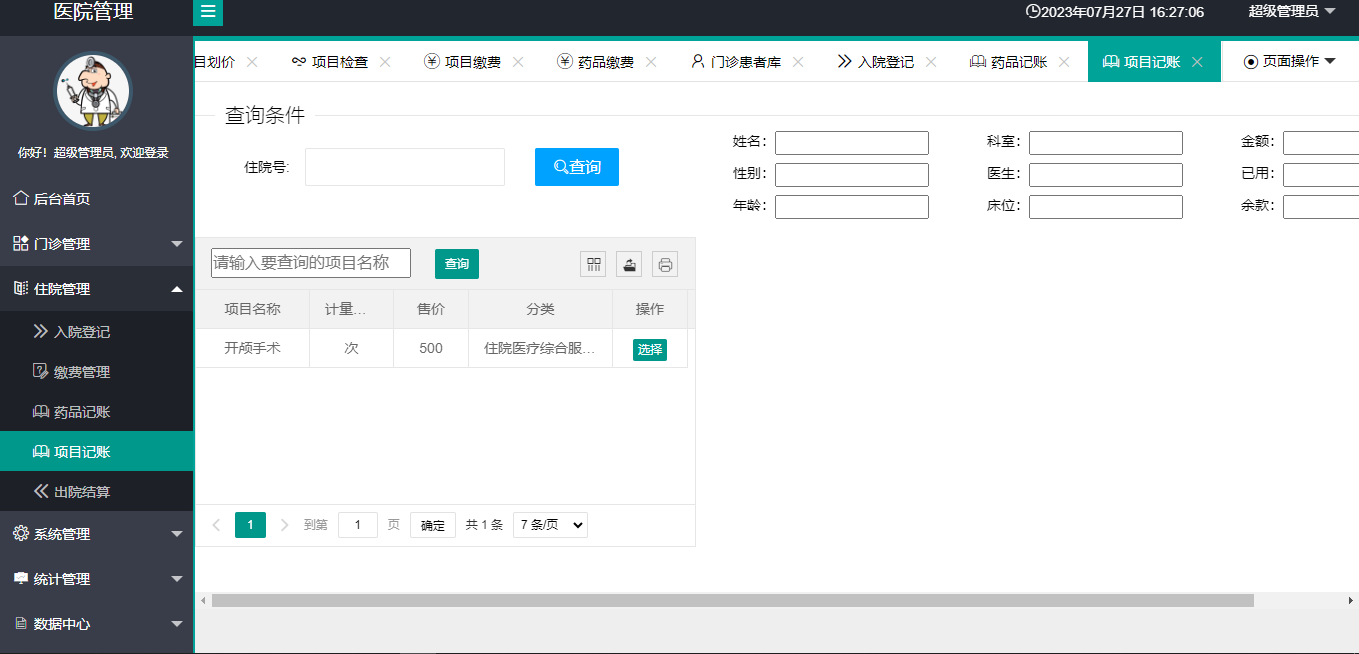 医院管理
2023年07月27日 16:27:06 超级管理员
目划价 项目检查 项目缴费 药品缴费 门诊患者库 入院登记 药品记账 项目记账 页面操作
你好！超级管理员, 欢迎登录
后台首页
门诊管理
住院管理
入院登记
缴费管理
药品记账
项目记账
出院结算
系统管理
统计管理
数据中心
查询条件
住院号: 查询
姓名: 科室: 金额:
性别: 医生: 已用:
年龄: 床位: 余款:
请输入要查询的项目名称 查询
项目名称 计量... 售价 分类 操作
开颅手术 次 500 住院医疗综合服... 选择
1 到第 1 页 确定 共 1 条 7 条/页